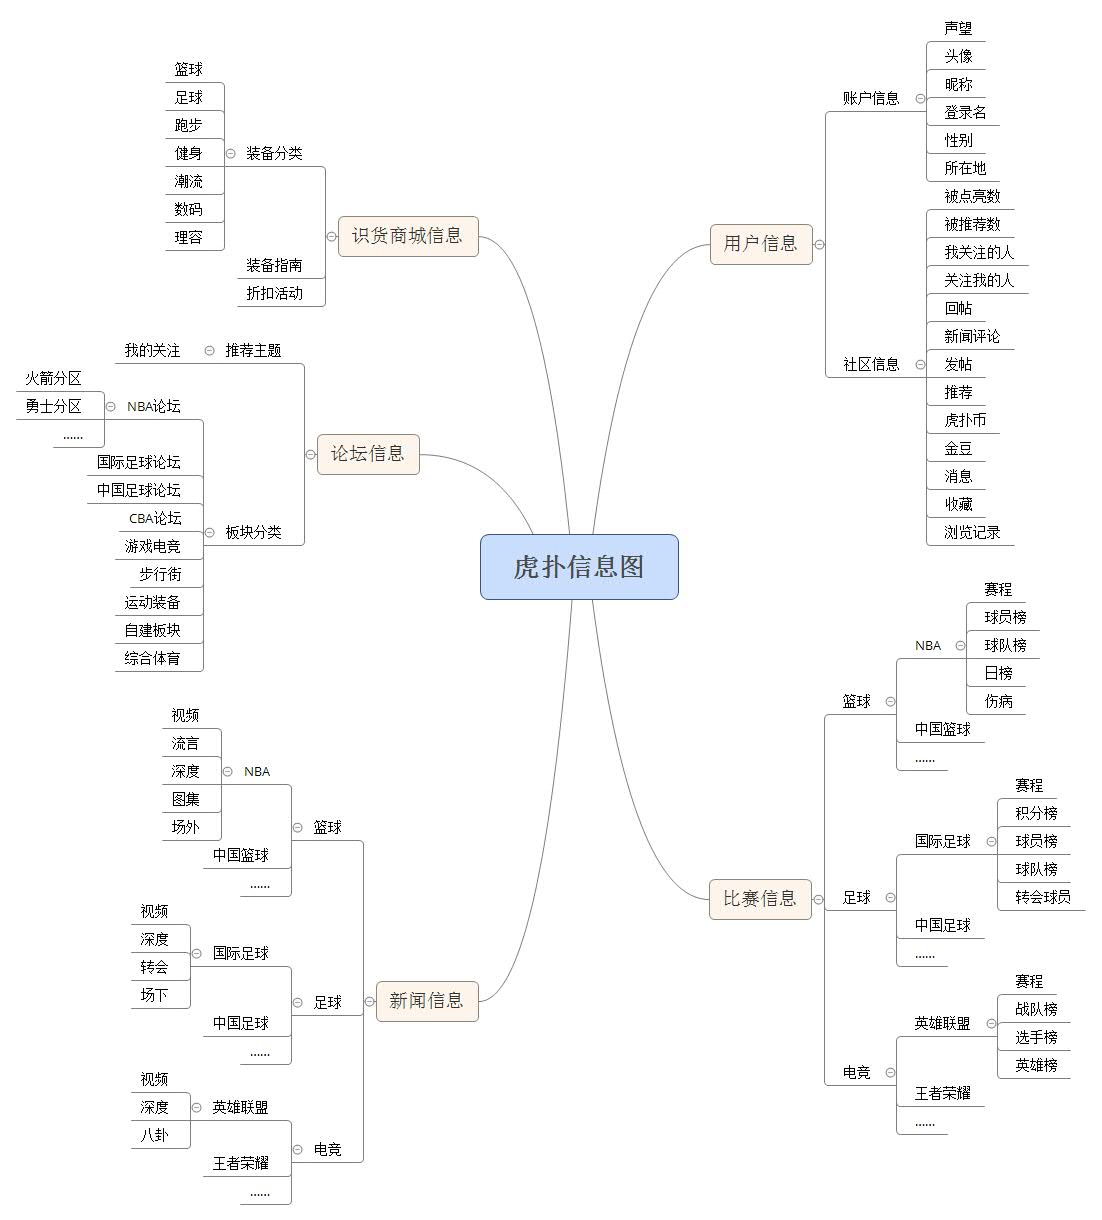 虎扑信息图
用户信息
账户信息
声望
头像
昵称
登录名
性别
所在地
社区信息
被点亮数
被推荐数
我关注的人
关注我的人
回帖
新闻评论
发帖
推荐
虎扑币
金豆
消息
收藏
浏览记录
比赛信息
篮球
NBA
赛程
球员榜
球队榜
日榜
伤病
中国篮球
......
足球
国际足球
赛程
积分榜
球员榜
球队榜
转会球员
中国足球
......
电竞
英雄联盟
赛程
战队榜
选手榜
英雄榜
王者荣耀
......
识货商城信息
装备分类
篮球
足球
跑步
健身
潮流
数码
理容
装备指南
折扣活动
论坛信息
推荐主题
我的关注
板块分类
NBA论坛
火箭分区
勇士分区
......
国际足球论坛
中国足球论坛
CBA论坛
游戏电竞
步行街
运动装备
自建板块
综合体育
新闻信息
篮球
NBA
视频
流言
深度
图集
场外
中国篮球
......
足球
国际足球
视频
深度
转会
场下
中国足球
......
电竞
英雄联盟
视频
深度
八卦
王者荣耀
......